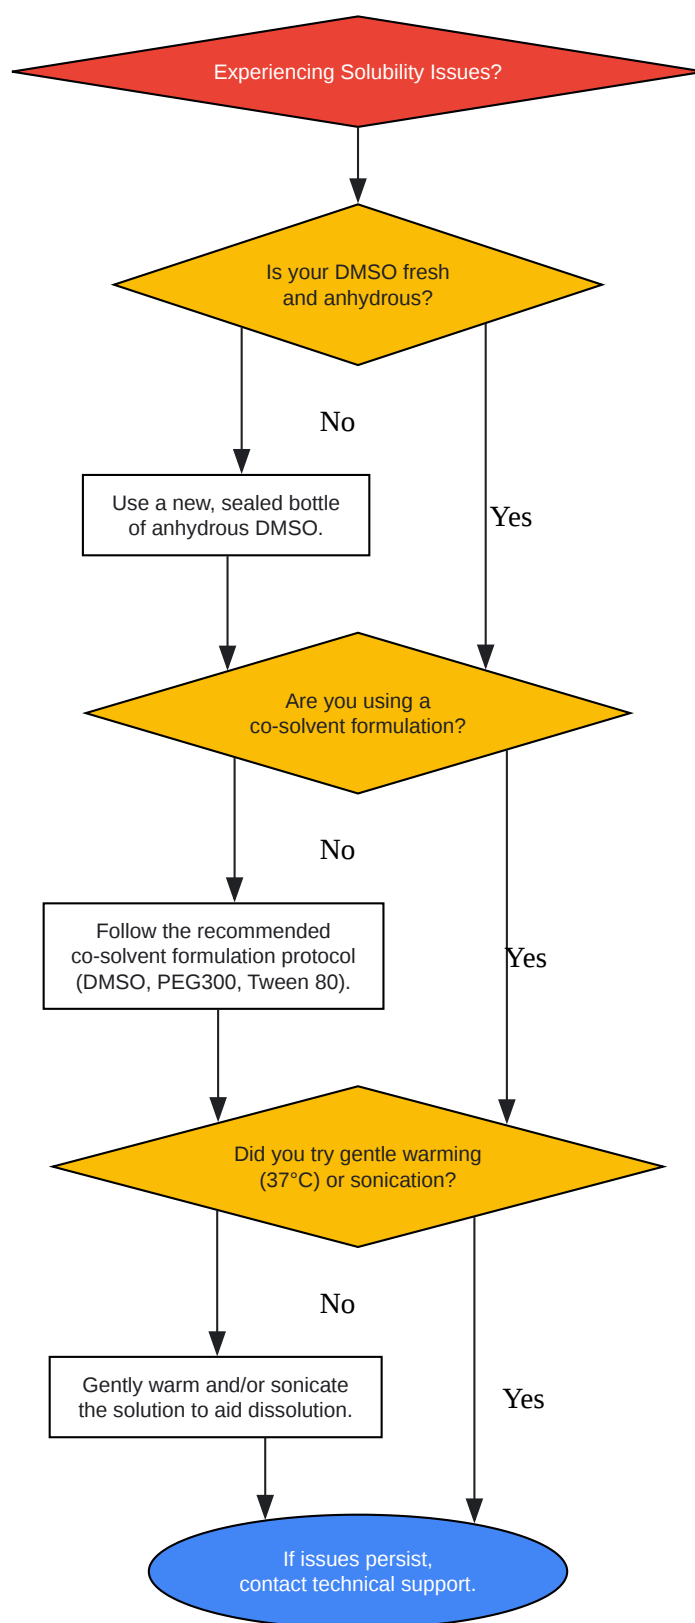 Experiencing Solubility Issues?
Is your DMSO fresh
and anhydrous?
No
Use a new, sealed bottle
of anhydrous DMSO.
Yes
Are you using a
co-solvent formulation?
No
Follow the recommended
co-solvent formulation protocol
(DMSO, PEG300, Tween 80).
Yes
Did you try gentle warming
(37°C) or sonication?
No
Gently warm and/or sonicate
the solution to aid dissolution.
Yes
If issues persist,
contact technical support.